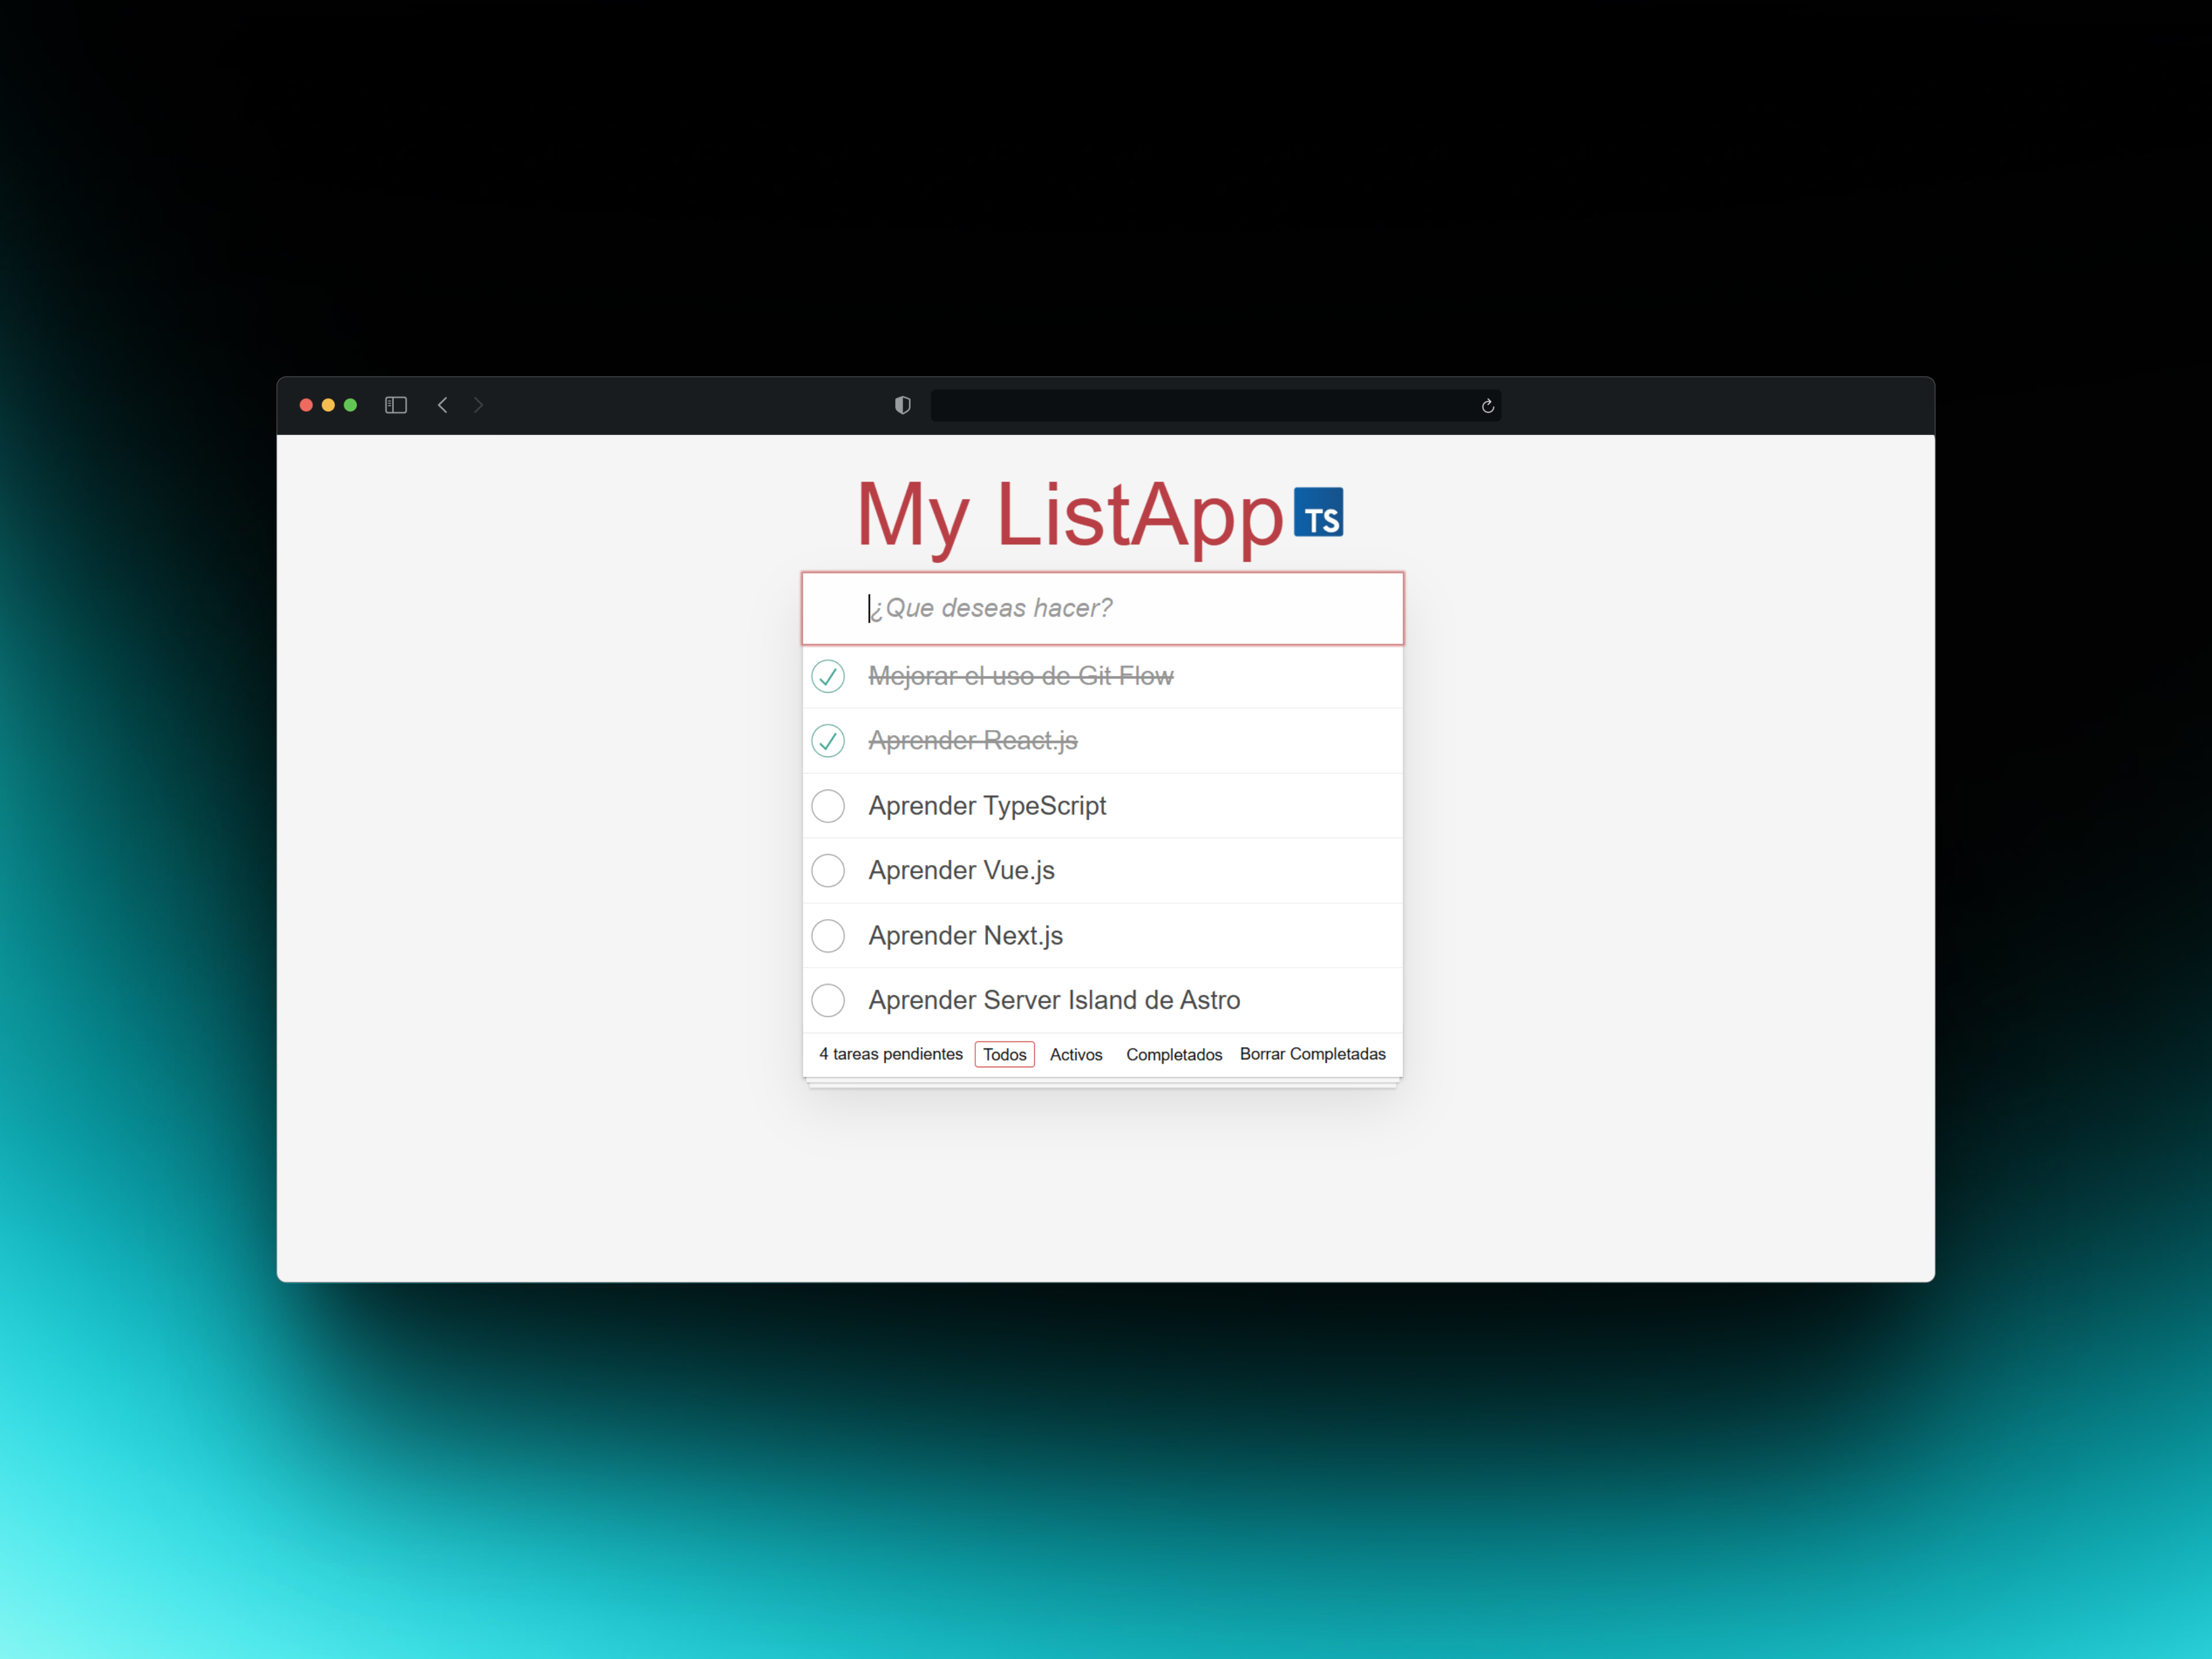 My ListApp TS
¿Que deseas hacer?
Mejorar el uso de Git Flow
Aprender React.js
Aprender TypeScript
Aprender Vue.js
Aprender Next.js
Aprender Server Island de Astro
4 tareas pendientes Todos Activos Completados Borrar Completadas